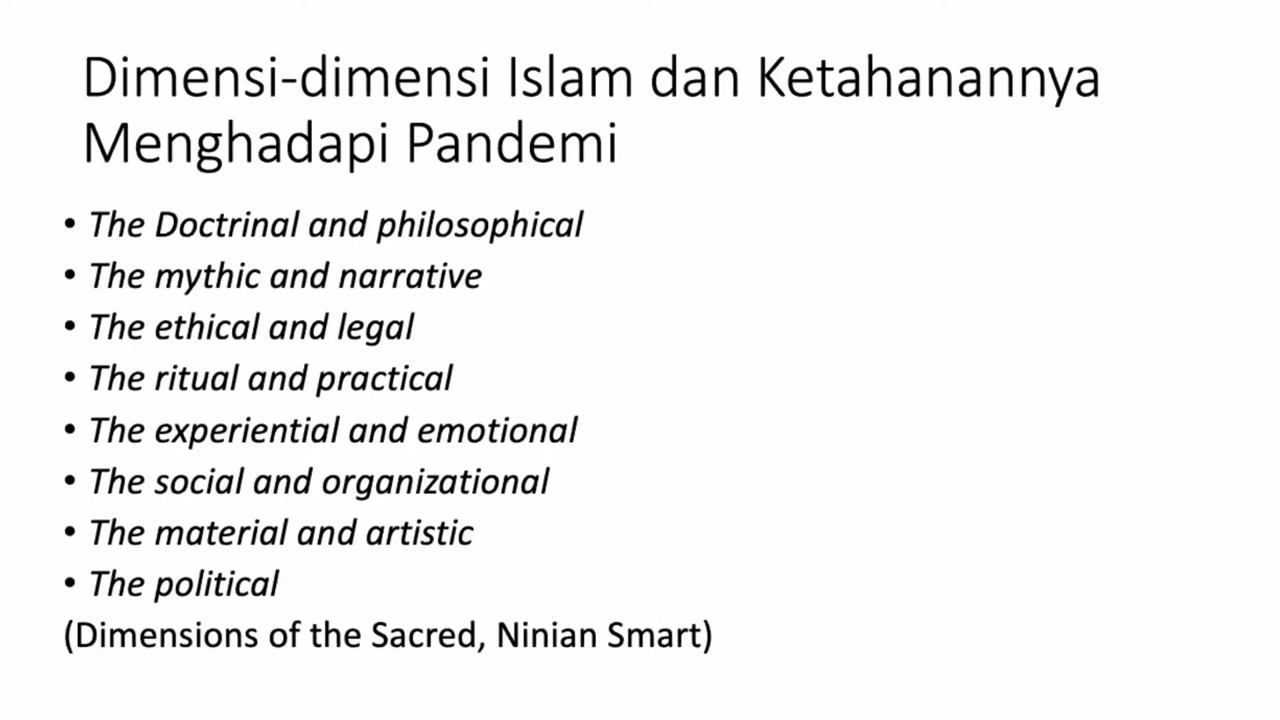 Dimensi-dimensi Islam dan Ketahanannya
Menghadapi Pandemi
• The Doctrinal and philosophical
• The mythic and narrative
• The ethical and legal
• The ritual and practical
• The experiential and emotional
• The social and organizational
• The material and artistic
• The political
(Dimensions of the Sacred, Ninian Smart)